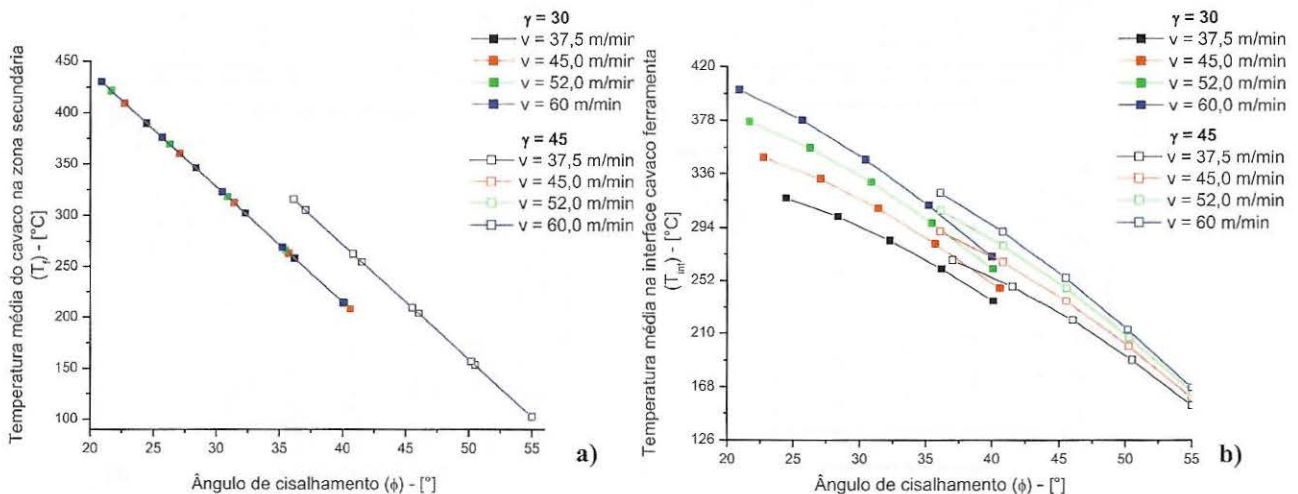 γ = 30
v = 37,5 m/min
v = 45,0 m/min
v = 52,0 m/min
v = 60 m/min
γ = 45
v = 37,5 m/min
v = 45,0 m/min
v = 52,0 m/min
v = 60,0 m/min
Temperatura média do cavaco na zona secundária
(T_f) - [°C]
450
400
350
300
250
200
150
100
20 25 30 35 40 45 50 55
Ângulo de cisalhamento (ϕ) - [°]
a)
γ = 30
v = 37,5 m/min
v = 45,0 m/min
v = 52,0 m/min
v = 60,0 m/min
γ = 45
v = 37,5 m/min
v = 45,0 m/min
v = 52,0 m/min
v = 60 m/min
Temperatura média na interface cavaco ferramenta
(T_int) - [°C]
420
378
336
294
252
210
168
126
20 25 30 35 40 45 50 55
Ângulo de cisalhamento (ϕ) - [°]
b)